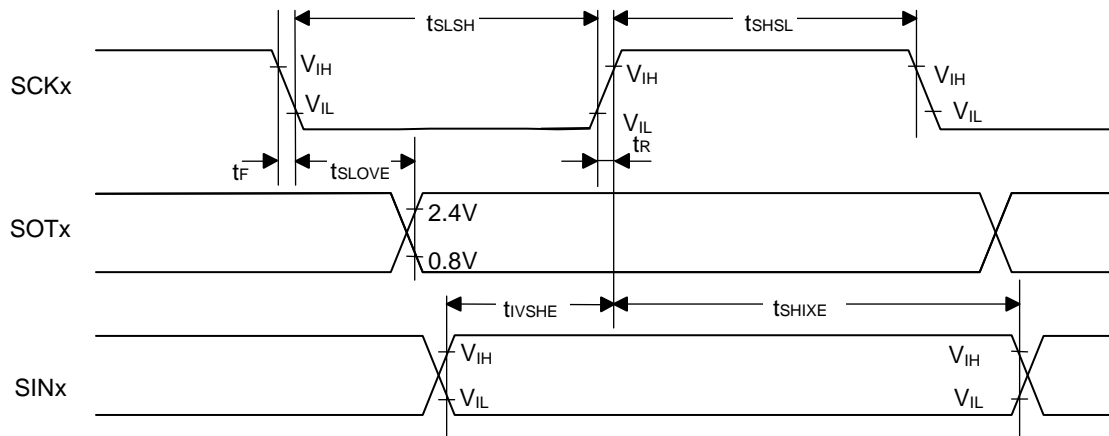 tSLSH tSHSL
SCKx VIH VIH VIH
VIL VIL VIL
tF tSLOVE tR
SOTx 2.4V
0.8V
tIVSHE tSHIXE
SINx VIH VIH
VIL VIL